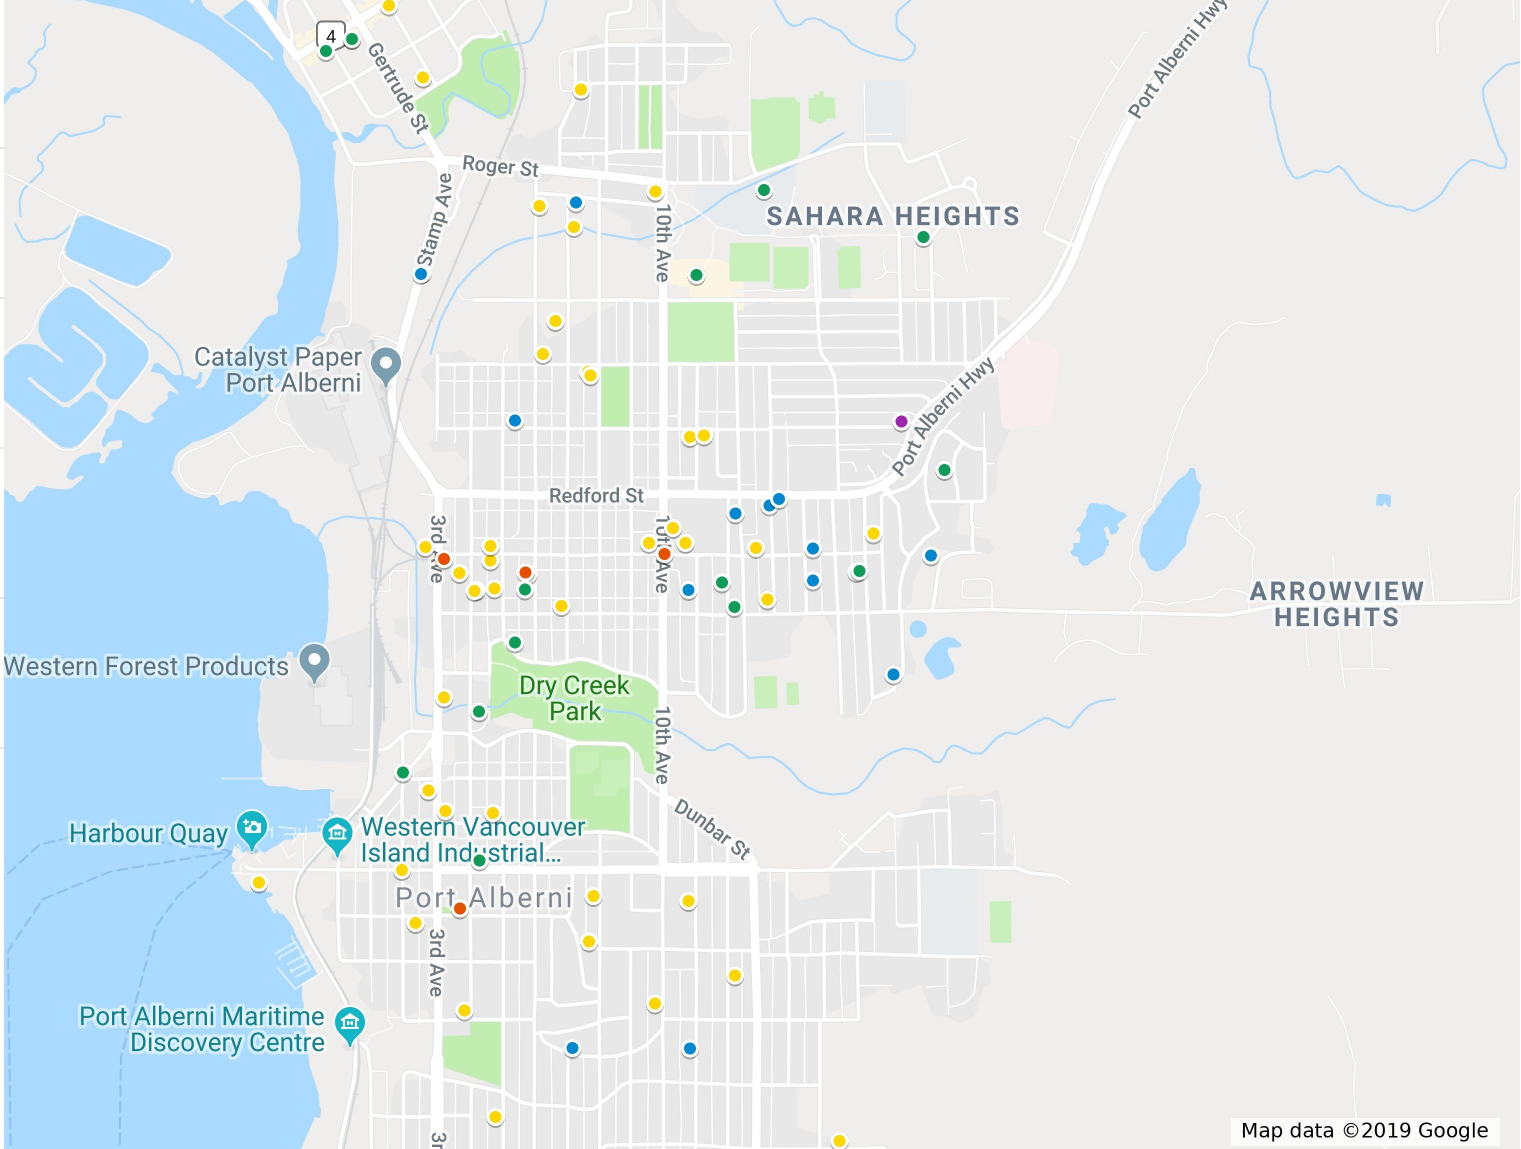 4
Gertrude St
Port Alberni Hwy
Roger St
Stamp Ave
10th Ave
SAHARA HEIGHTS
Catalyst Paper
Port Alberni
Port Alberni Hwy
Redford St
3rd Ave
10th Ave
ARROWVIEW
HEIGHTS
Western Forest Products
Dry Creek
Park
10th Ave
Dunbar St
Harbour Quay
Western Vancouver
Island Industrial...
Port Alberni
3rd Ave
Port Alberni Maritime
Discovery Centre
3r
Map data ©2019 Google